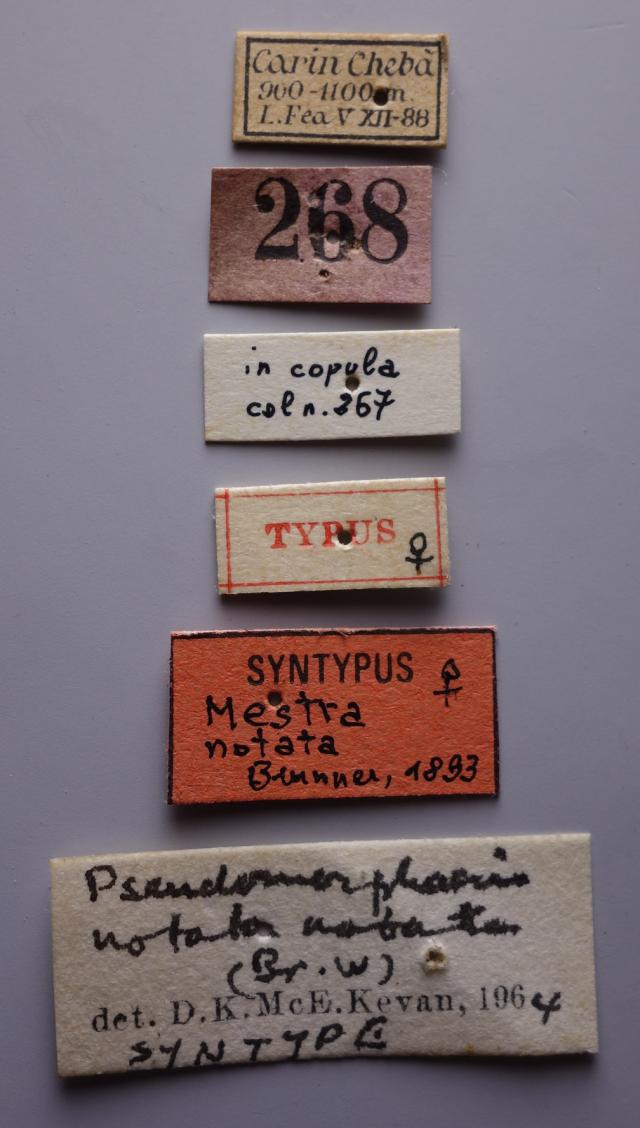 Carin Chebà
900-1100 m
L. Fea V XII-88
268
in copula
col n. 267
TYPUS ♀
SYNTYPUS ♀
Mestra
notata
Brunner, 1893
Pseudomorphacris
notata notata
(Br. W)
det. D.K.McE.Kevan, 1964
SYNTYPE